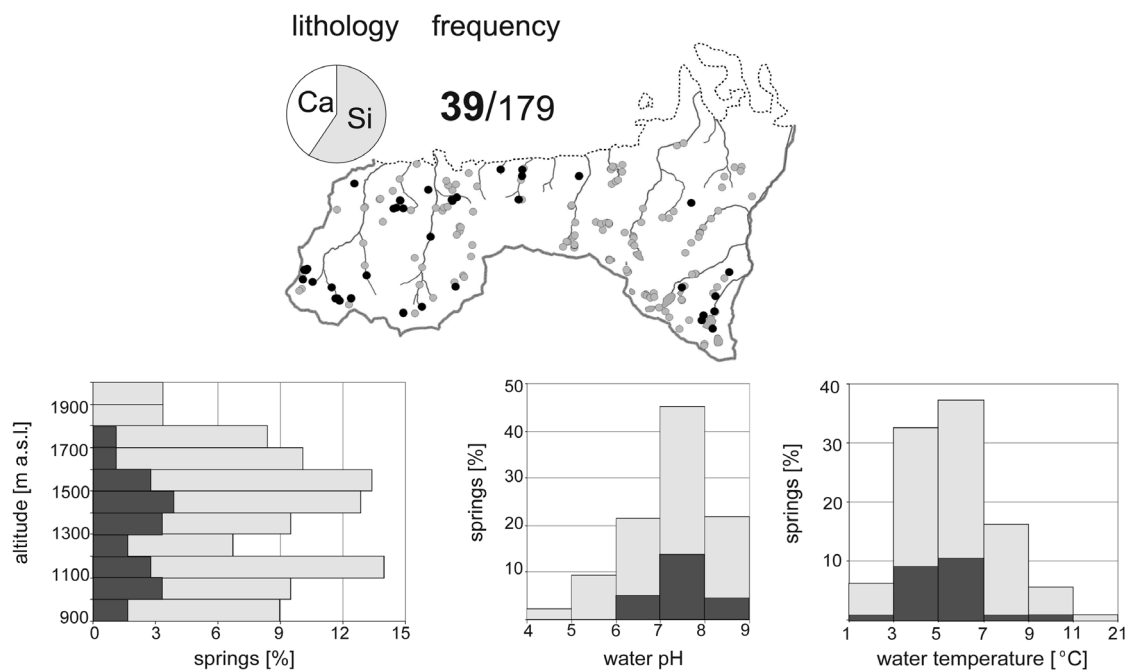 lithology frequency
Ca Si
39/179
altitude [m a.s.l.]
1900
1700
1500
1300
1100
900
0 3 6 9 12 15
springs [%]
springs [%]
50
40
30
20
10
4 5 6 7 8 9
water pH
springs [%]
40
30
20
10
1 3 5 7 9 11 21
water temperature [°C]